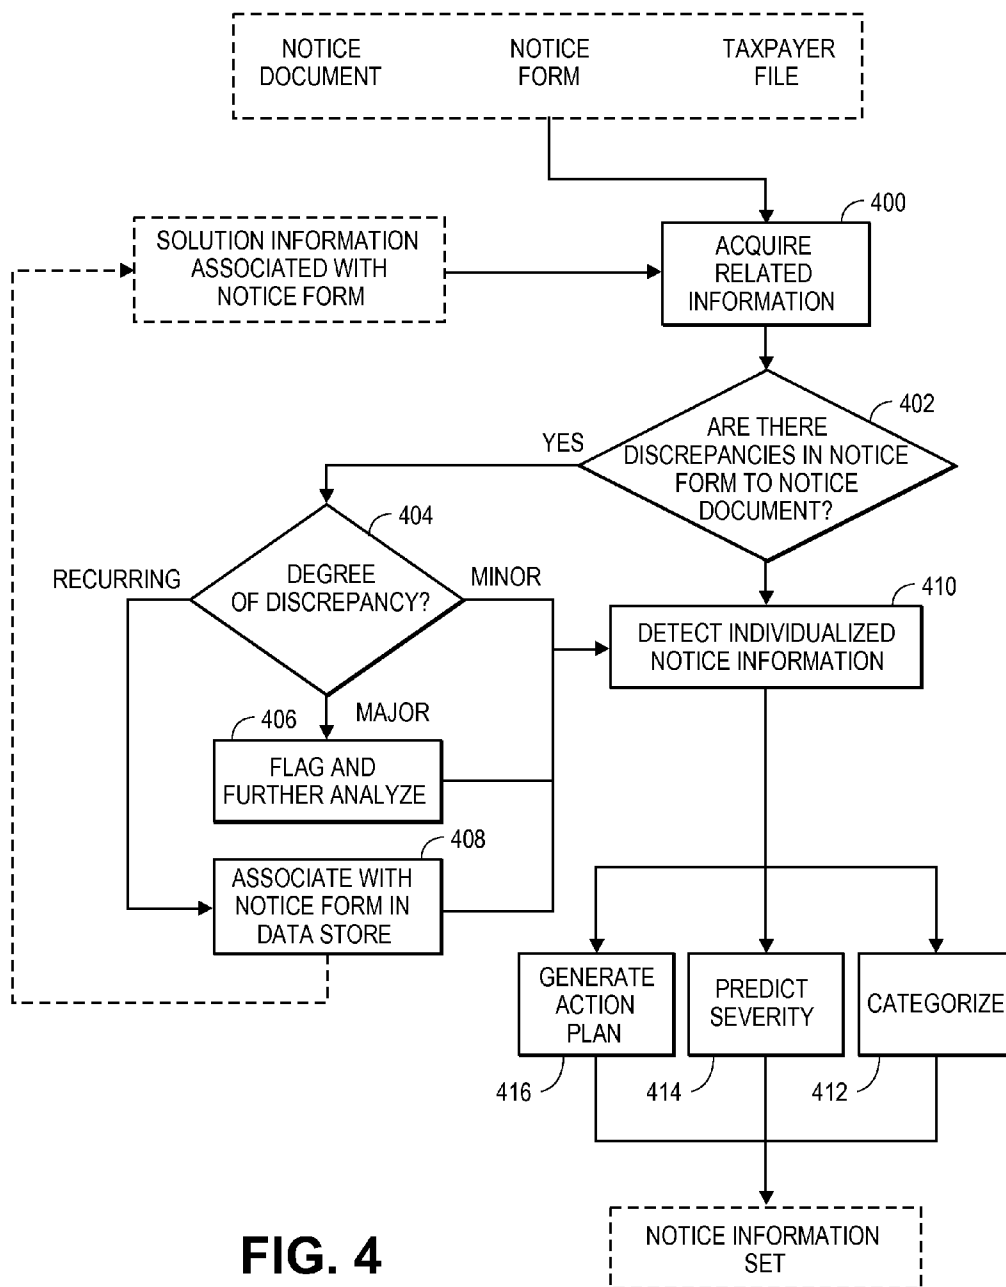 NOTICE
DOCUMENT
NOTICE
FORM
TAXPAYER
FILE
400
SOLUTION INFORMATION
ASSOCIATED WITH
NOTICE FORM
ACQUIRE
RELATED
INFORMATION
402
ARE THERE
DISCREPANCIES IN NOTICE
FORM TO NOTICE
DOCUMENT?
YES
404
DEGREE
OF DISCREPANCY?
RECURRING
MINOR
MAJOR
410
DETECT INDIVIDUALIZED
NOTICE INFORMATION
406
FLAG AND
FURTHER ANALYZE
408
ASSOCIATE WITH
NOTICE FORM IN
DATA STORE
GENERATE
ACTION
PLAN
416
PREDICT
SEVERITY
414
CATEGORIZE
412
NOTICE INFORMATION
SET
FIG. 4